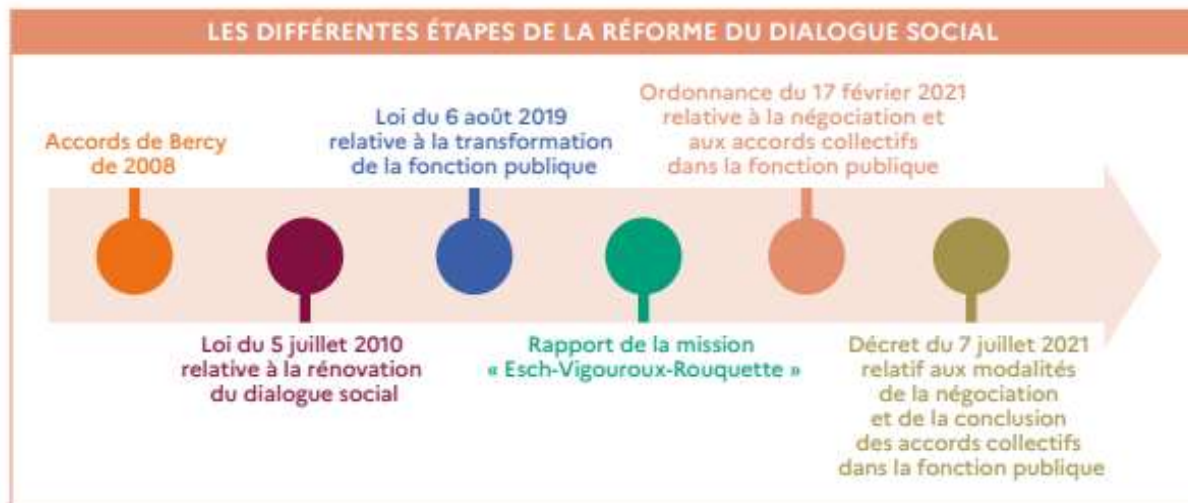 LES DIFFÉRENTES ÉTAPES DE LA RÉFORME DU DIALOGUE SOCIAL
Accords de Bercy
de 2008
Loi du 5 juillet 2010
relative à la rénovation
du dialogue social
Loi du 6 août 2019
relative à la transformation
de la fonction publique
Rapport de la mission
« Esch-Vigouroux-Rouquette »
Ordonnance du 17 février 2021
relative à la négociation et
aux accords collectifs
dans la fonction publique
Décret du 7 juillet 2021
relatif aux modalités
de la négociation
et de la conclusion
des accords collectifs
dans la fonction publique